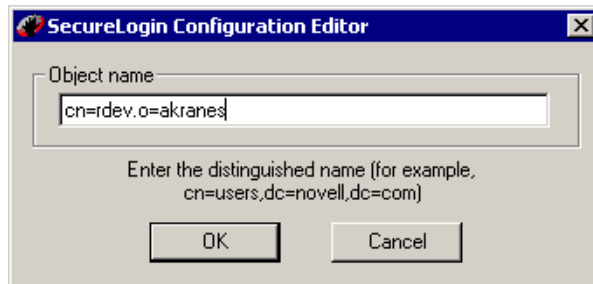 SecureLogin Configuration Editor
Object name
cn=rdev.o=akranes
Enter the distinguished name (for example,
cn=users,dc=novell,dc=com)
OK Cancel